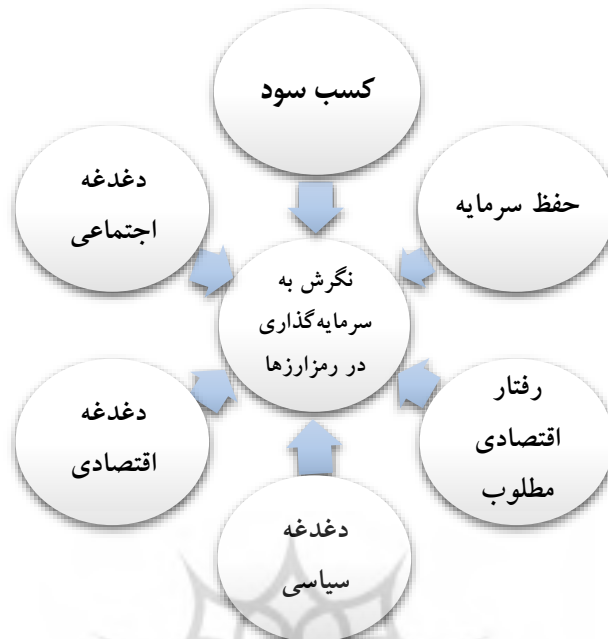 کسب سود
حفظ سرمایه
رفتار
اقتصادی
مطلوب
دغدغه
سیاسی
دغدغه
اقتصادی
دغدغه
اجتماعی
نگرش به
سرمایه‌گذاری
در رمزارزها